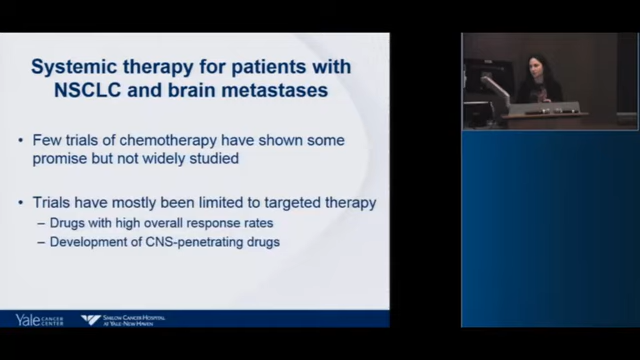 Systemic therapy for patients with
NSCLC and brain metastases
• Few trials of chemotherapy have shown some
promise but not widely studied
• Trials have mostly been limited to targeted therapy
– Drugs with high overall response rates
– Development of CNS-penetrating drugs
Yale CANCER
CENTER
SMILOW CANCER HOSPITAL
AT YALE-NEW HAVEN